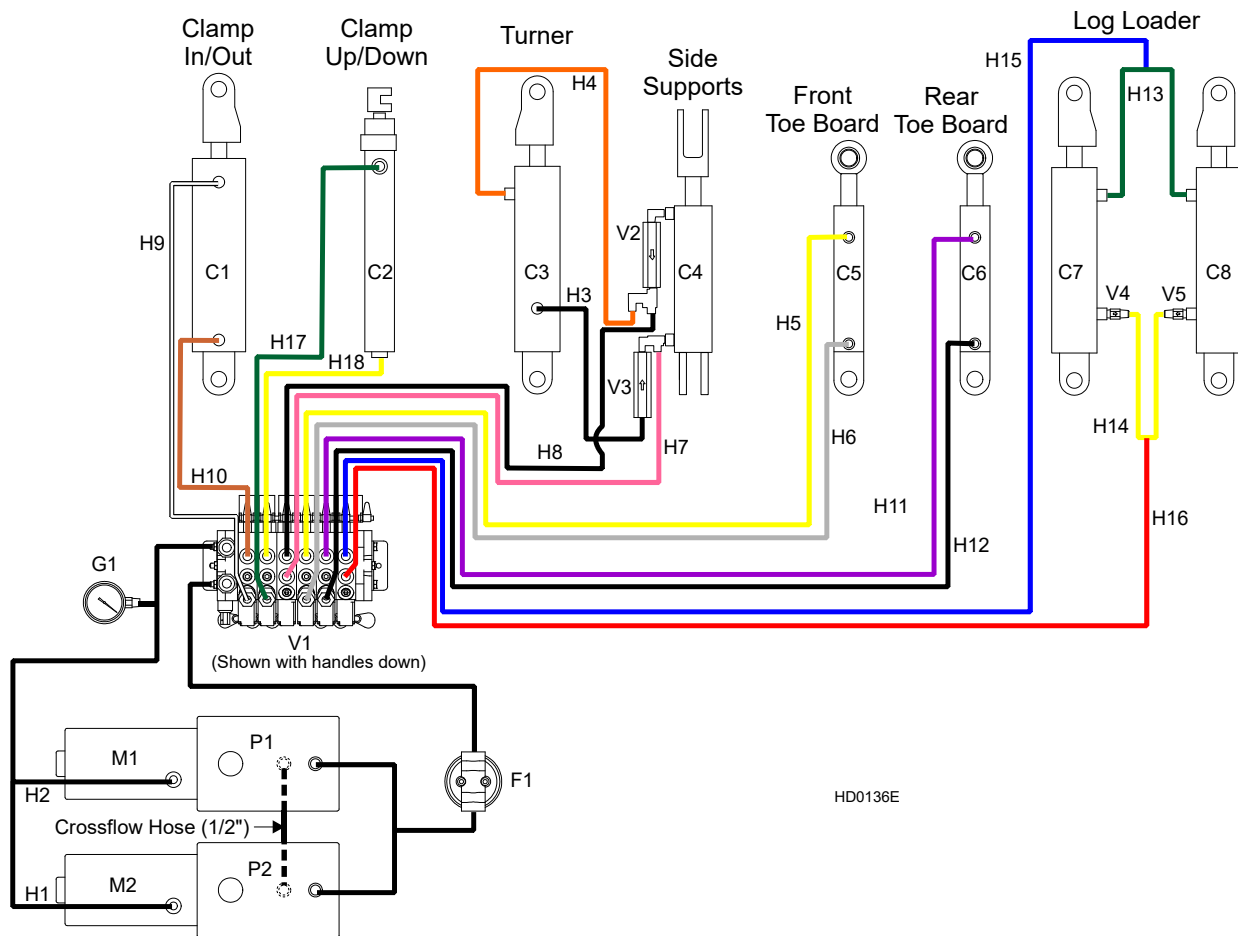 Clamp
In/Out
Clamp
Up/Down
Turner
Side
Supports
Front
Toe Board
Rear
Toe Board
Log Loader
H15
H4
H13
H9
V2
C1
C2
C3
C4
C5
C6
C7
C8
H3
V4
V5
H5
H17
H18
V3
H14
H6
H8
H7
H10
H11
H16
H12
G1
V1
(Shown with handles down)
M1
P1
F1
H2
HD0136E
Crossflow Hose (1/2")
P2
M2
H1